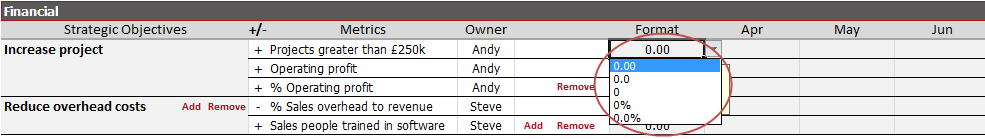 Financial
Strategic Objectives +/- Metrics Owner Format Apr May Jun
Increase project + Projects greater than £250k Andy 0.00
+ Operating profit Andy
+ % Operating profit Andy Remove
Reduce overhead costs Add Remove - % Sales overhead to revenue Steve
+ Sales people trained in software Steve Add Remove 0.00
0.00
0.0
0
0%
0.0%